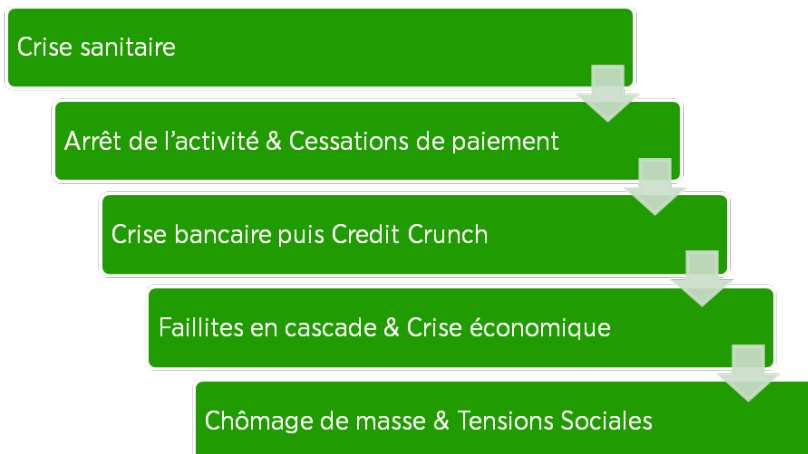 Crise sanitaire
Arrêt de l’activité & Cessations de paiement
Crise bancaire puis Credit Crunch
Faillites en cascade & Crise économique
Chômage de masse & Tensions Sociales